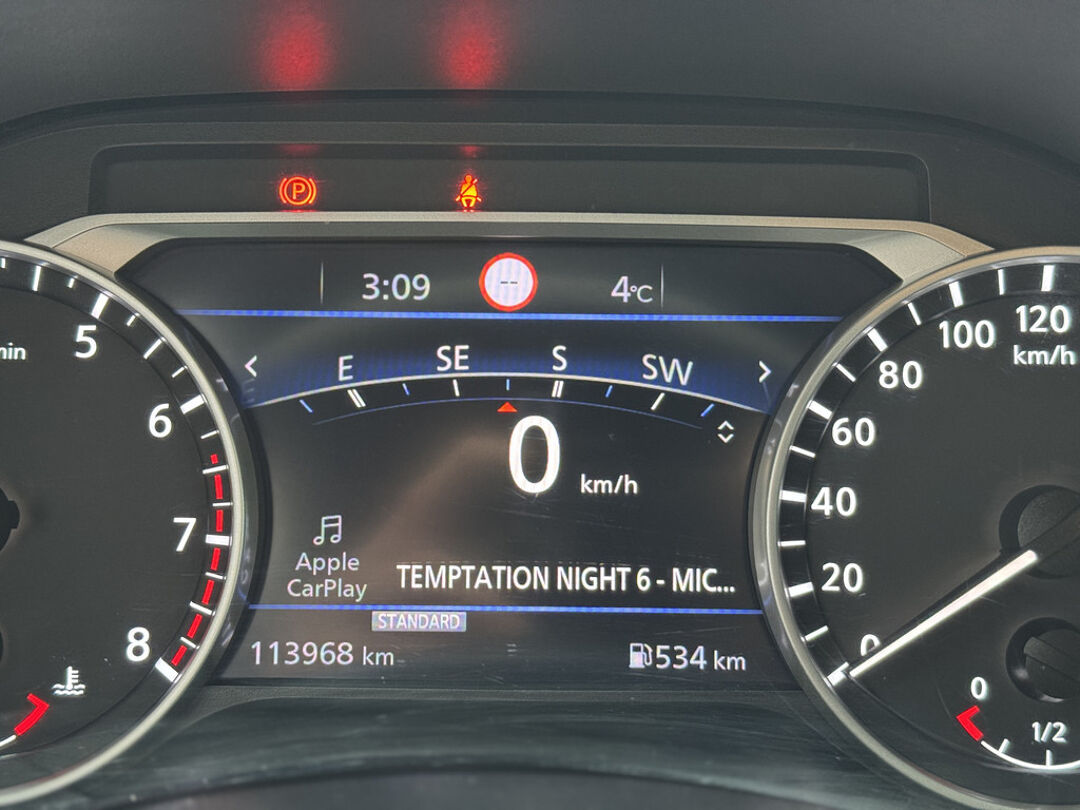 P
3:09
--
4°C
E SE S SW
0 km/h
Apple
CarPlay
TEMPTATION NIGHT 6 - MIC...
STANDARD
113968 km
534 km
5
6
7
8
120
km/h
100
80
60
40
20
0
0
1/2